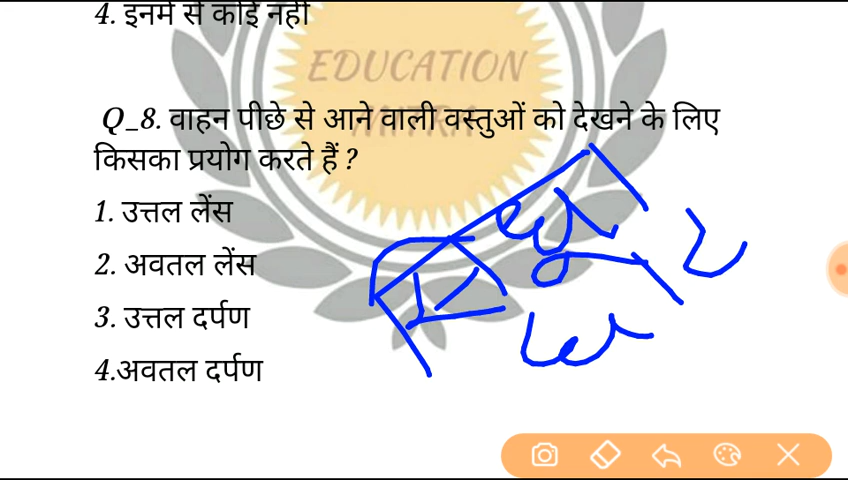 4. इनमें से कोई नहीं
EDUCATION
MITRA
Q_8. वाहन पीछे से आने वाली वस्तुओं को देखने के लिए
किसका प्रयोग करते हैं ?
1. उत्तल लेंस
2. अवतल लेंस
3. उत्तल दर्पण
4.अवतल दर्पण